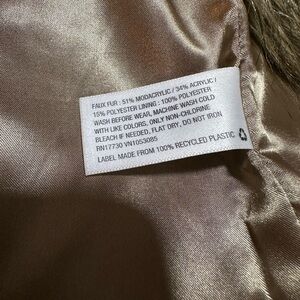 FAUX FUR : 51% MODACRYLIC / 34% ACRYLIC /
15% POLYESTER LINING : 100% POLYESTER
WASH BEFORE WEAR, MACHINE WASH COLD
WITH LIKE COLORS, ONLY NON-CHLORINE
BLEACH IF NEEDED, FLAT DRY, DO NOT IRON
RN17730 VN1053085
LABEL MADE FROM 100% RECYCLED PLASTIC